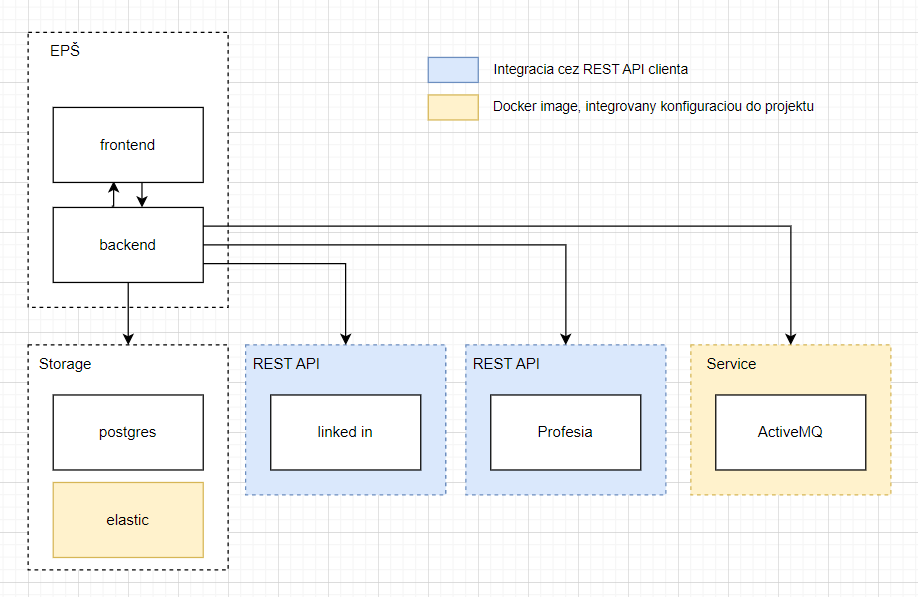 EPŠ
Integracia cez REST API clienta
Docker image, integrovany konfiguraciou do projektu
frontend
backend
Storage
REST API
REST API
Service
postgres
linked in
Profesia
ActiveMQ
elastic